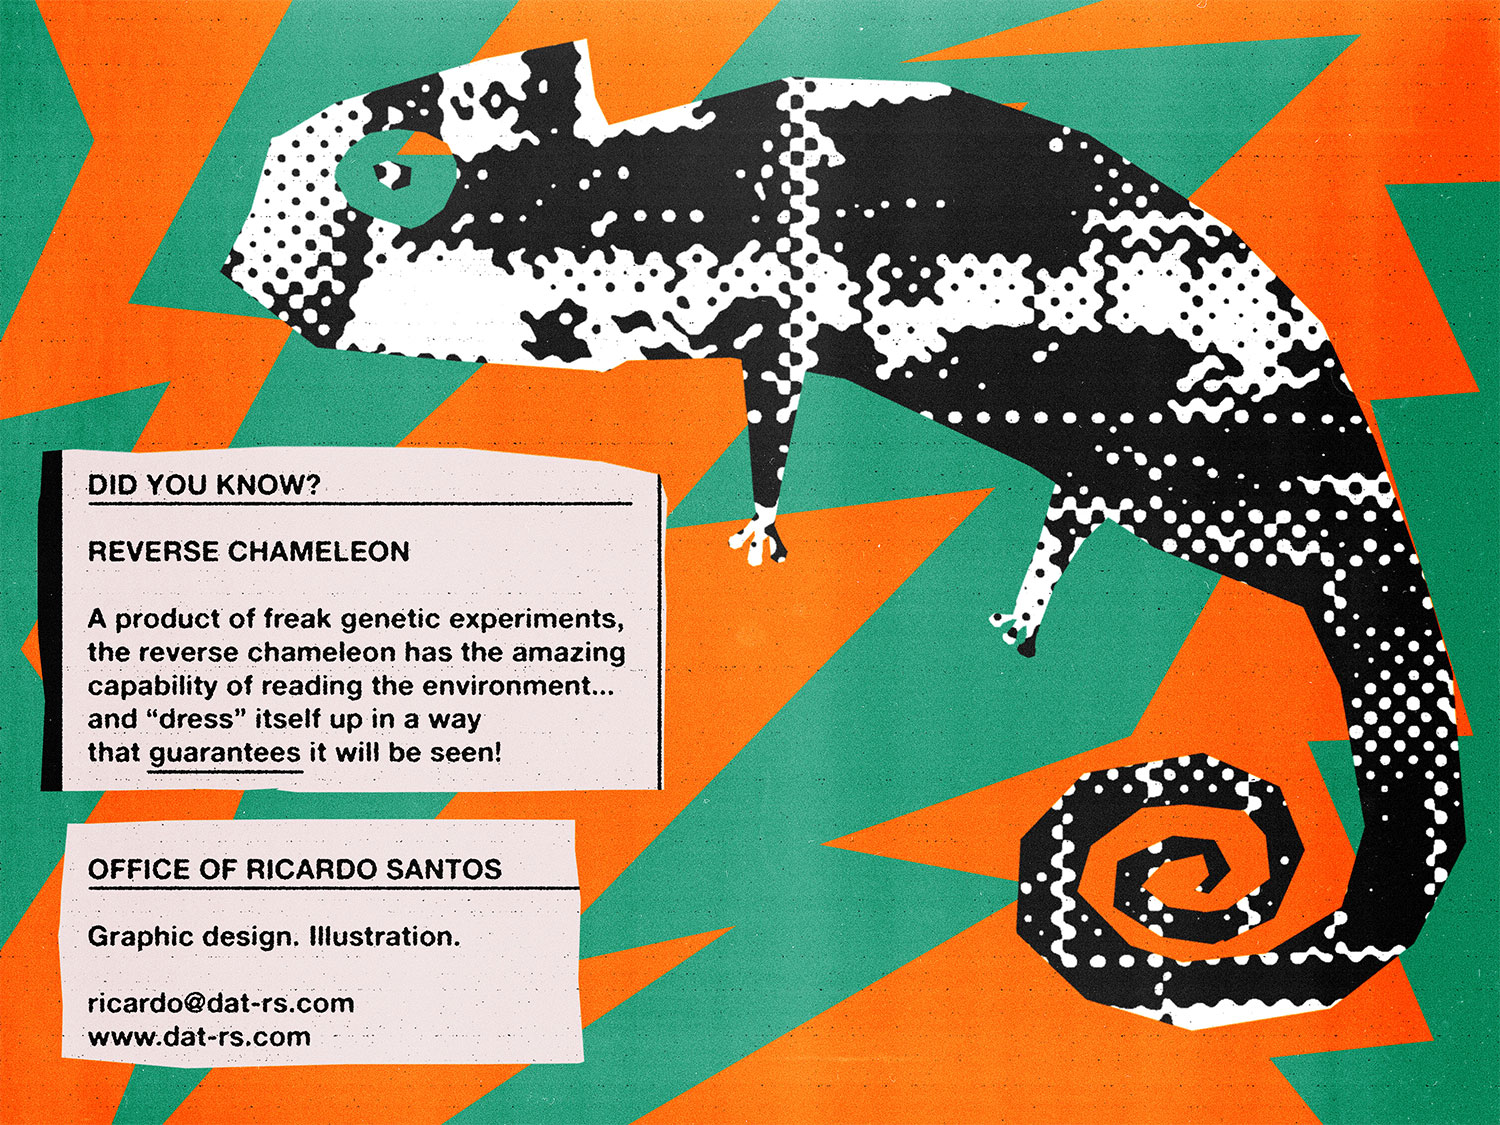 DID YOU KNOW?
REVERSE CHAMELEON
A product of freak genetic experiments,
the reverse chameleon has the amazing
capability of reading the environment...
and “dress” itself up in a way
that guarantees it will be seen!
OFFICE OF RICARDO SANTOS
Graphic design. Illustration.
ricardo@dat-rs.com
www.dat-rs.com